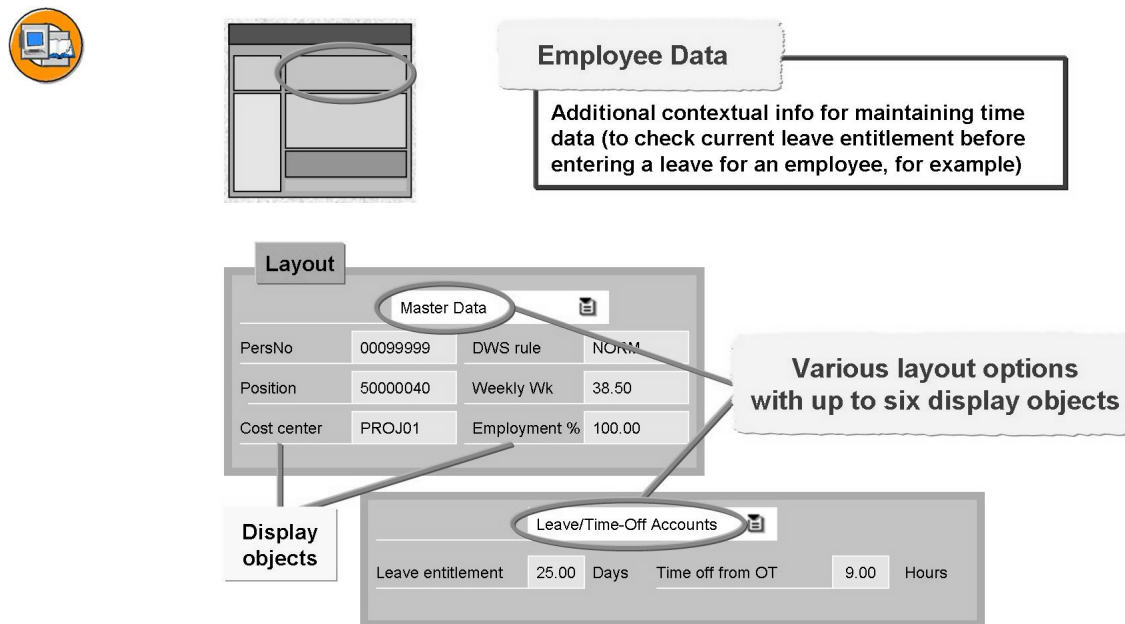 Employee Data
Additional contextual info for maintaining time
data (to check current leave entitlement before
entering a leave for an employee, for example)
Layout
Master Data
PersNo 00099999 DWS rule NORM
Position 50000040 Weekly Wk 38.50
Cost center PROJ01 Employment % 100.00
Various layout options
with up to six display objects
Display
objects
Leave/Time-Off Accounts
Leave entitlement 25.00 Days Time off from OT 9.00 Hours